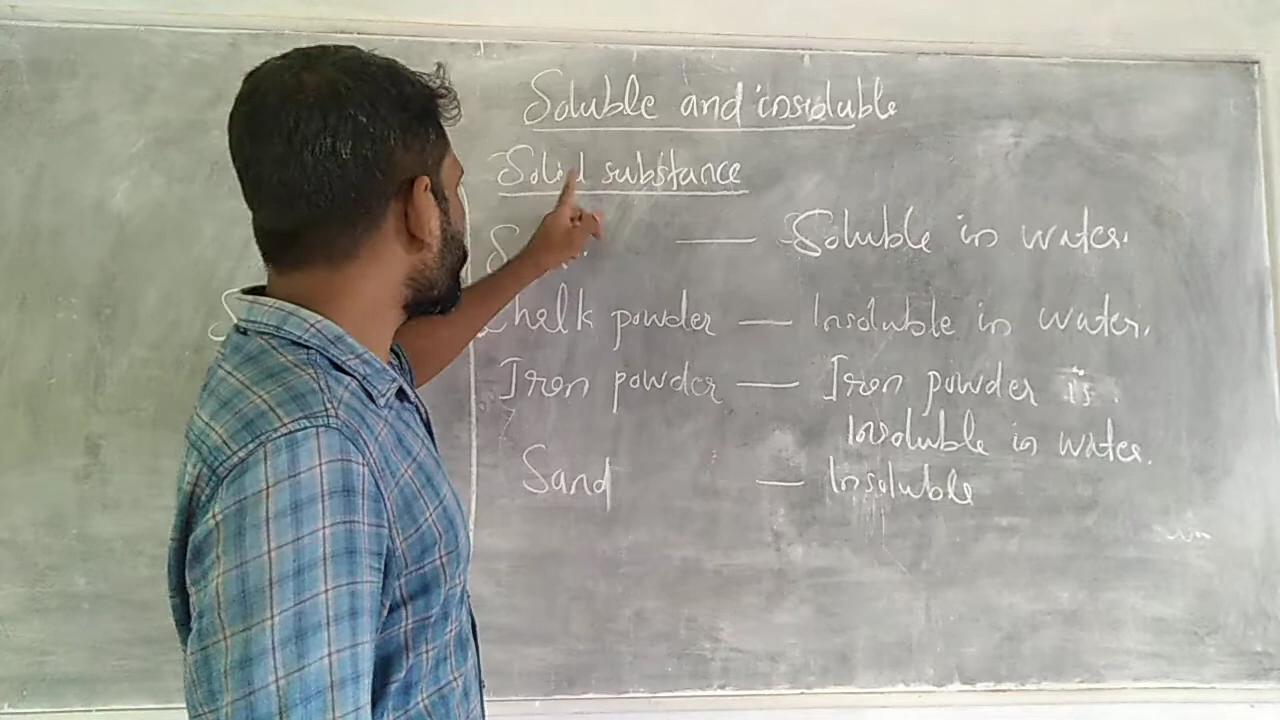 Soluble and insoluble
Solid substance
— Soluble in water.
Chalk powder — Insoluble in water.
Iron powder — Iron powder is
Insoluble in water.
Sand — Insoluble